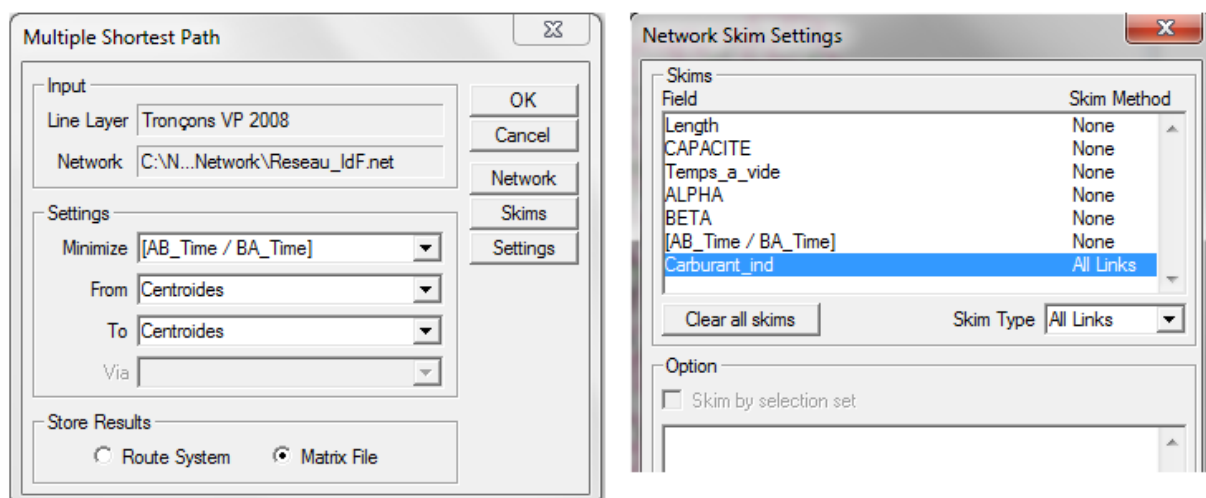 Multiple Shortest Path
Input
Line Layer Tronçons VP 2008
Network C:\N...Network\Reseau_IdF.net
Settings
Minimize [AB_Time / BA_Time]
From Centroides
To Centroides
Via
Store Results
Route System Matrix File
OK
Cancel
Network
Skims
Settings
Network Skim Settings
Skims
Field Skim Method
Length None
CAPACITE None
Temps_a_vide None
ALPHA None
BETA None
[AB_Time / BA_Time] None
Carburant_ind All Links
Clear all skims Skim Type All Links
Option
Skim by selection set